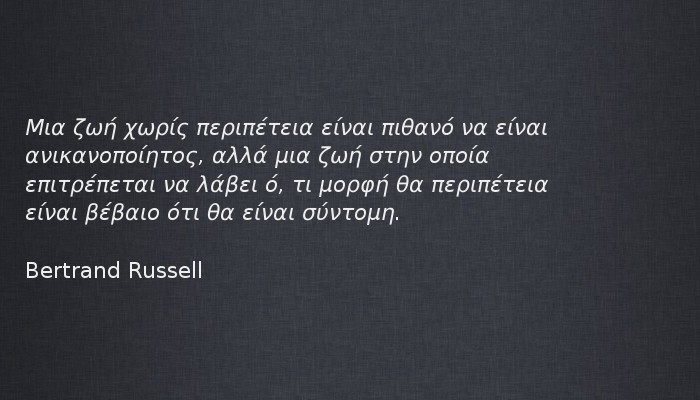 Μια ζωή χωρίς περιπέτεια είναι πιθανό να είναι
ανικανοποίητος, αλλά μια ζωή στην οποία
επιτρέπεται να λάβει ό, τι μορφή θα περιπέτεια
είναι βέβαιο ότι θα είναι σύντομη.
Bertrand Russell